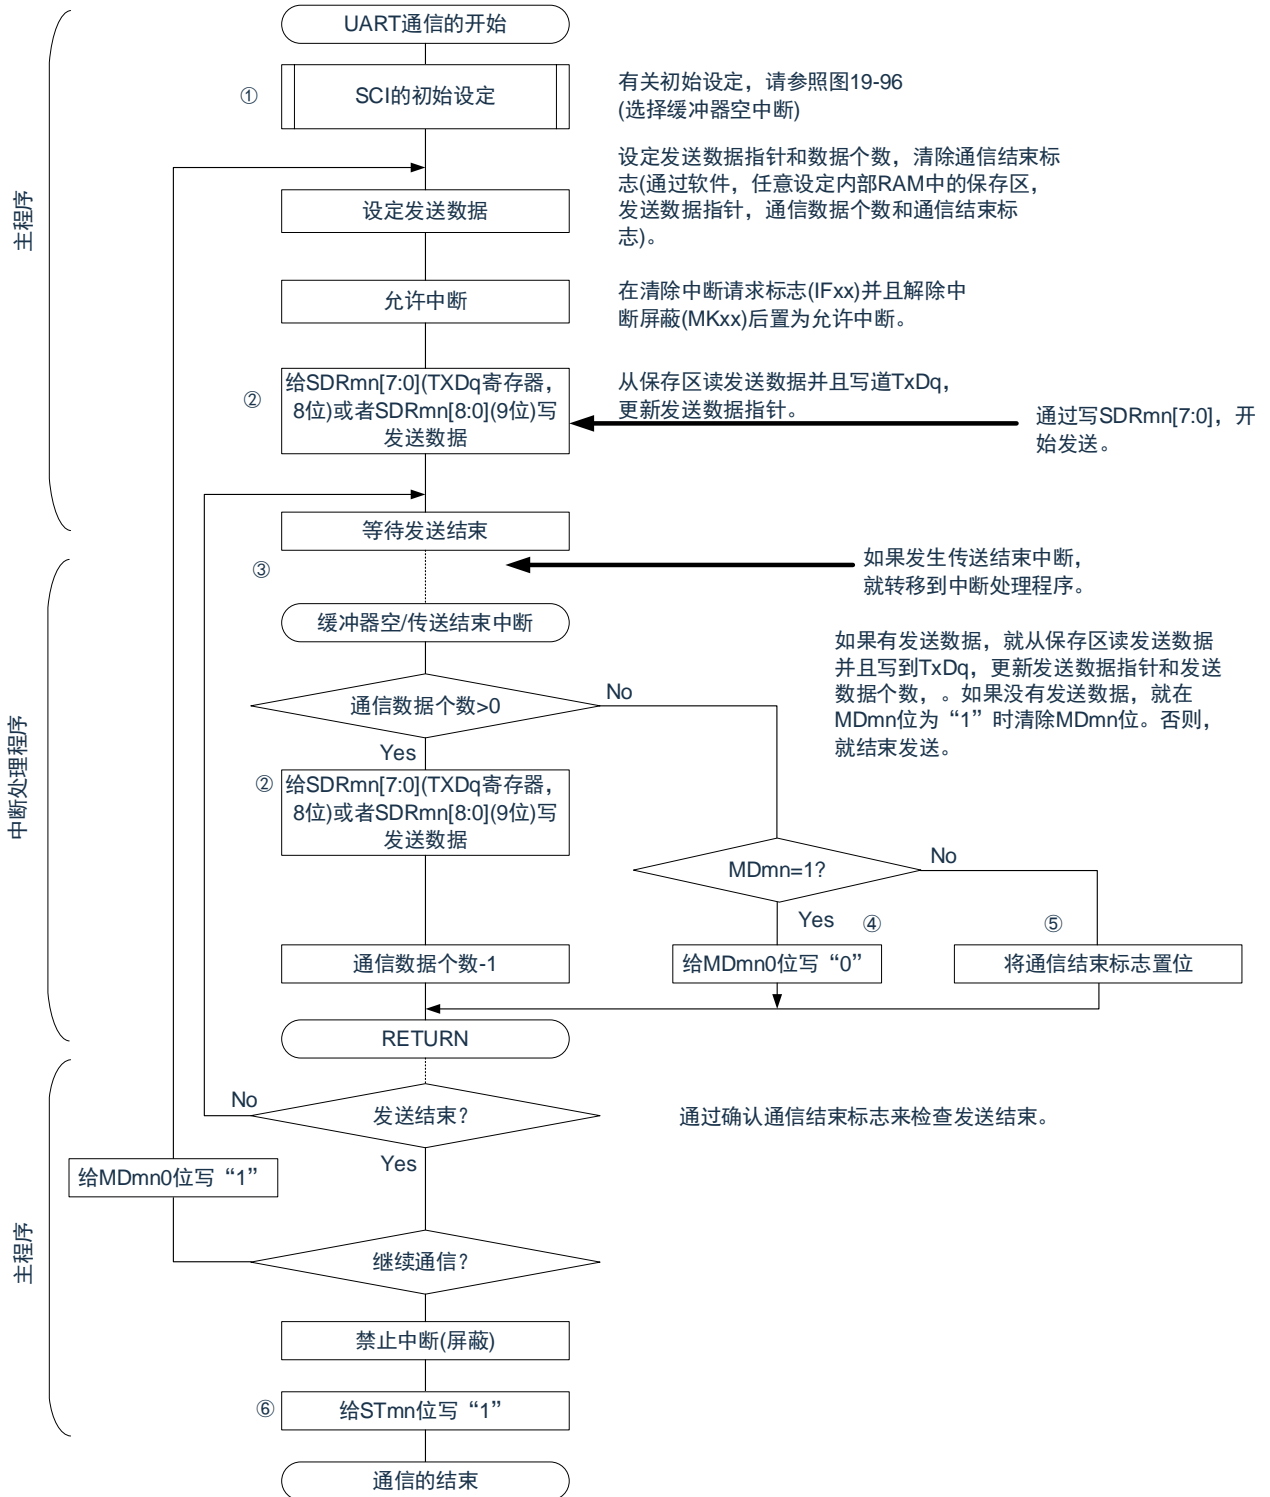 UART通信的开始
①
SCI的初始设定
有关初始设定，请参照图19-96
(选择缓冲器空中断)
主程序
设定发送数据
设定发送数据指针和数据个数，清除通信结束标
志(通过软件，任意设定内部RAM中的保存区，
发送数据指针，通信数据个数和通信结束标
志)。
允许中断
在清除中断请求标志(IFxx)并且解除中
断屏蔽(MKxx)后置为允许中断。
②
给SDRmn[7:0](TXDq寄存器，
8位)或者SDRmn[8:0](9位)写
发送数据
从保存区读发送数据并且写道TxDq，
更新发送数据指针。
通过写SDRmn[7:0]，开
始发送。
等待发送结束
③
如果发生传送结束中断，
就转移到中断处理程序。
中断处理程序
缓冲器空/传送结束中断
如果有发送数据，就从保存区读发送数据
并且写到TxDq，更新发送数据指针和发送
数据个数，。如果没有发送数据，就在
MDmn位为“1”时清除MDmn位。否则，
就结束发送。
通信数据个数>0
No
Yes
②
给SDRmn[7:0](TXDq寄存器，
8位)或者SDRmn[8:0](9位)写
发送数据
MDmn=1?
No
Yes
④
⑤
通信数据个数-1
给MDmn0位写“0”
将通信结束标志置位
RETURN
主程序
No
发送结束?
通过确认通信结束标志来检查发送结束。
Yes
给MDmn0位写“1”
继续通信?
禁止中断(屏蔽)
⑥
给STmn位写“1”
通信的结束